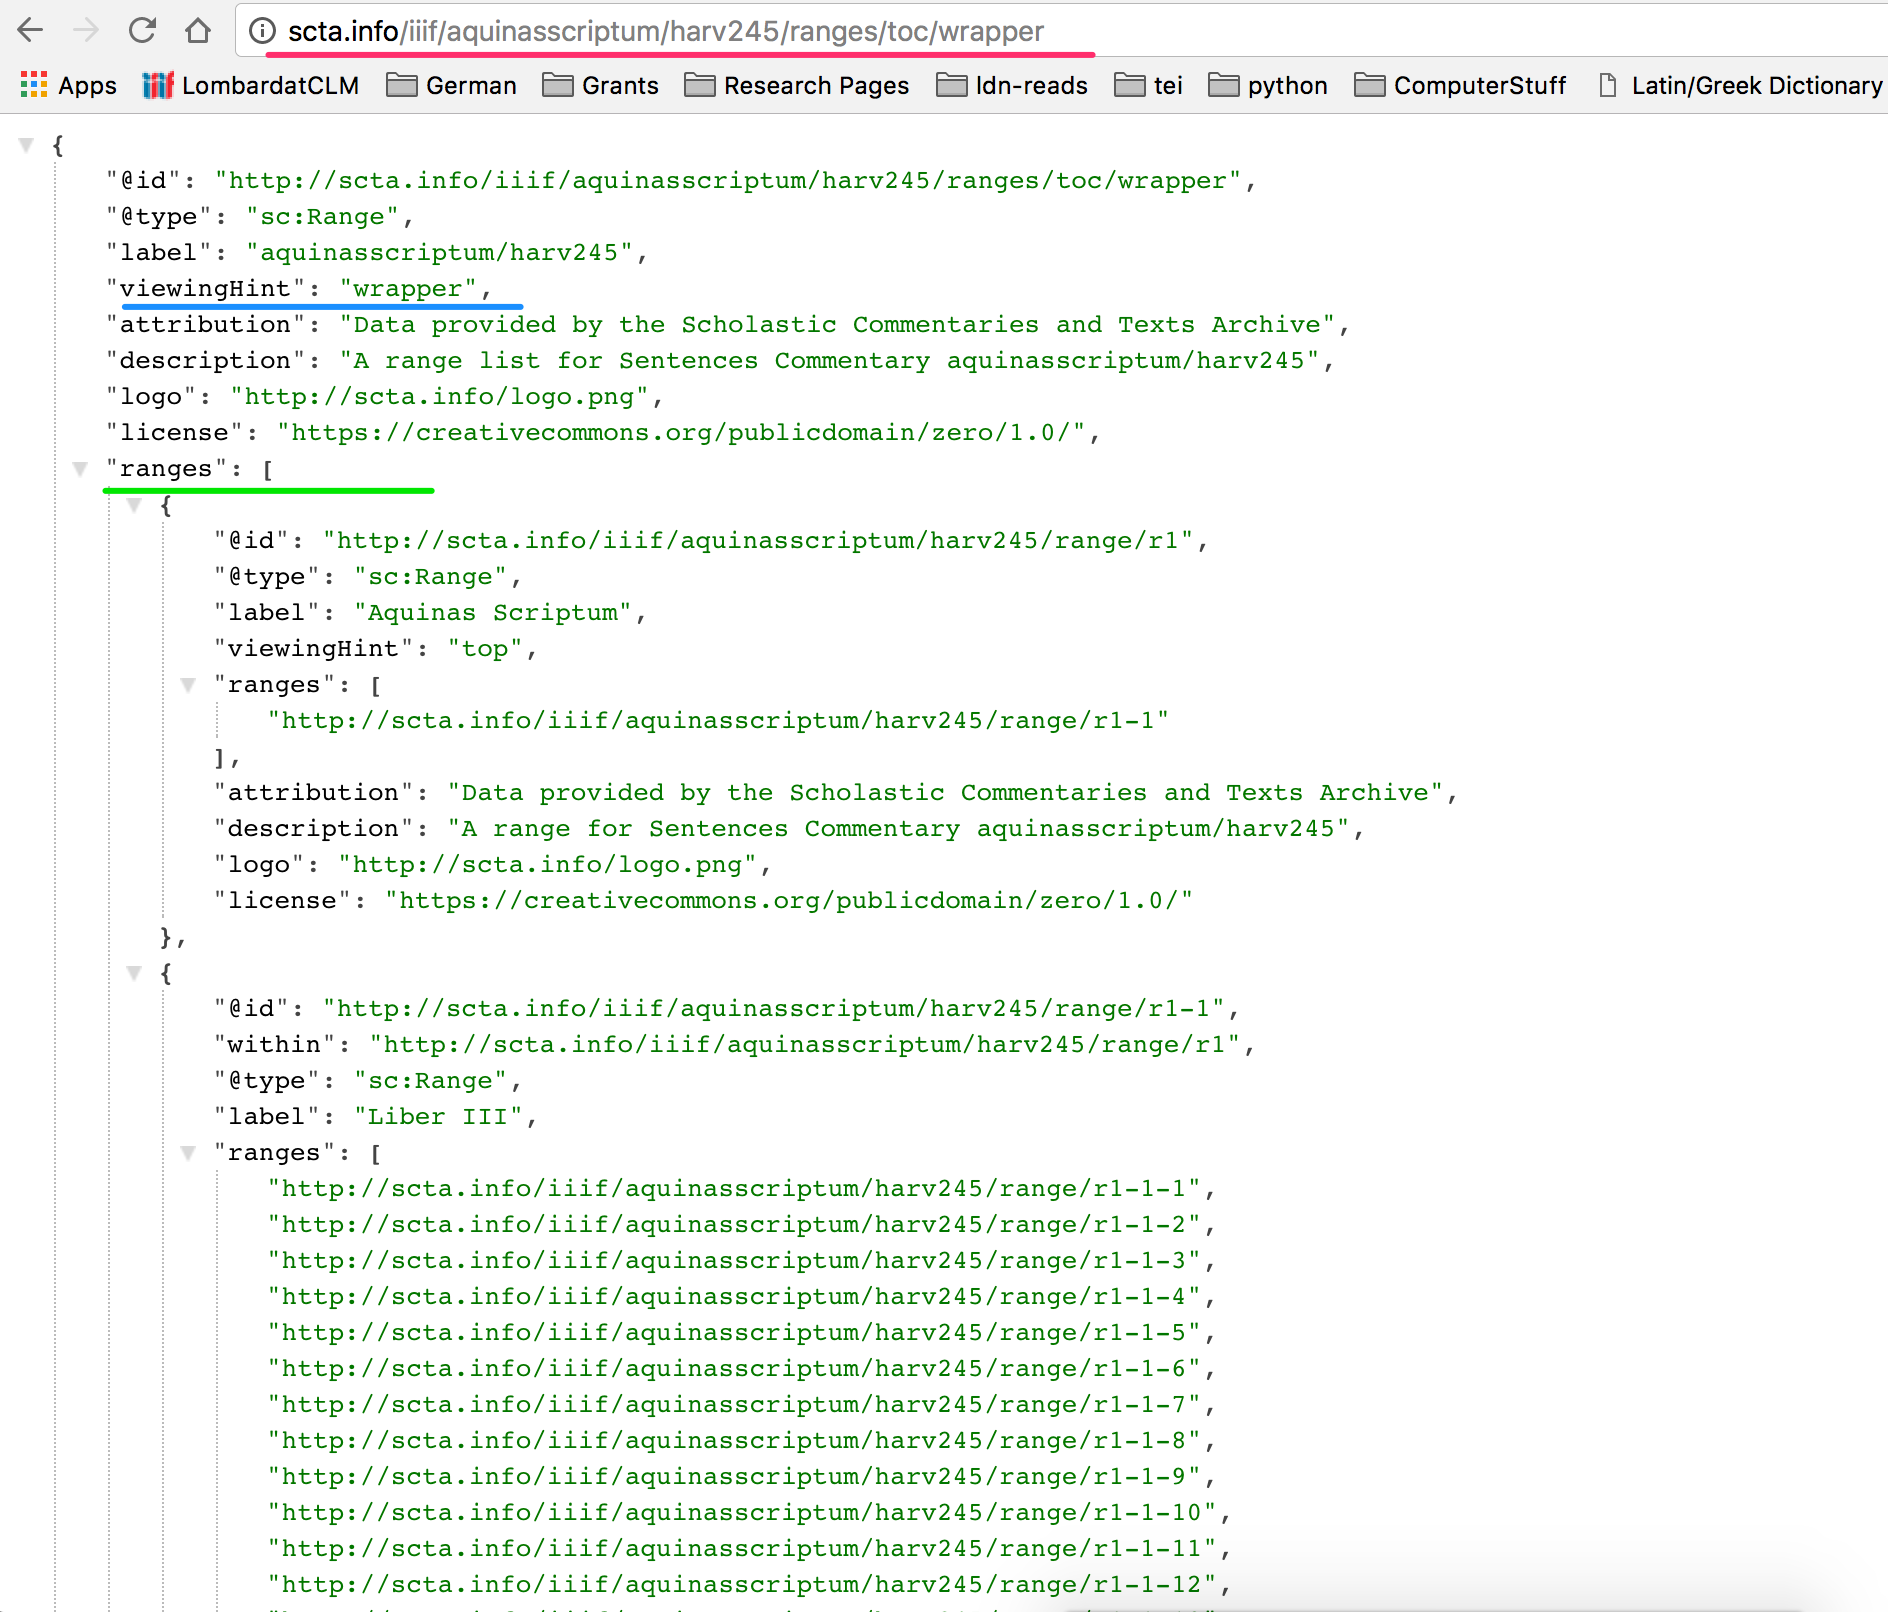 scta.info/iiif/aquinasscriptum/harv245/ranges/toc/wrapper
Apps LombardatCLM German Grants Research Pages ldn-reads tei python ComputerStuff Latin/Greek Dictionary
{
"@id": "http://scta.info/iiif/aquinasscriptum/harv245/ranges/toc/wrapper",
"@type": "sc:Range",
"label": "aquinasscriptum/harv245",
"viewingHint": "wrapper",
"attribution": "Data provided by the Scholastic Commentaries and Texts Archive",
"description": "A range list for Sentences Commentary aquinasscriptum/harv245",
"logo": "http://scta.info/logo.png",
"license": "https://creativecommons.org/publicdomain/zero/1.0/",
"ranges": [
{
"@id": "http://scta.info/iiif/aquinasscriptum/harv245/range/r1",
"@type": "sc:Range",
"label": "Aquinas Scriptum",
"viewingHint": "top",
"ranges": [
"http://scta.info/iiif/aquinasscriptum/harv245/range/r1-1"
],
"attribution": "Data provided by the Scholastic Commentaries and Texts Archive",
"description": "A range for Sentences Commentary aquinasscriptum/harv245",
"logo": "http://scta.info/logo.png",
"license": "https://creativecommons.org/publicdomain/zero/1.0/"
},
{
"@id": "http://scta.info/iiif/aquinasscriptum/harv245/range/r1-1",
"within": "http://scta.info/iiif/aquinasscriptum/harv245/range/r1",
"@type": "sc:Range",
"label": "Liber III",
"ranges": [
"http://scta.info/iiif/aquinasscriptum/harv245/range/r1-1-1",
"http://scta.info/iiif/aquinasscriptum/harv245/range/r1-1-2",
"http://scta.info/iiif/aquinasscriptum/harv245/range/r1-1-3",
"http://scta.info/iiif/aquinasscriptum/harv245/range/r1-1-4",
"http://scta.info/iiif/aquinasscriptum/harv245/range/r1-1-5",
"http://scta.info/iiif/aquinasscriptum/harv245/range/r1-1-6",
"http://scta.info/iiif/aquinasscriptum/harv245/range/r1-1-7",
"http://scta.info/iiif/aquinasscriptum/harv245/range/r1-1-8",
"http://scta.info/iiif/aquinasscriptum/harv245/range/r1-1-9",
"http://scta.info/iiif/aquinasscriptum/harv245/range/r1-1-10",
"http://scta.info/iiif/aquinasscriptum/harv245/range/r1-1-11",
"http://scta.info/iiif/aquinasscriptum/harv245/range/r1-1-12",